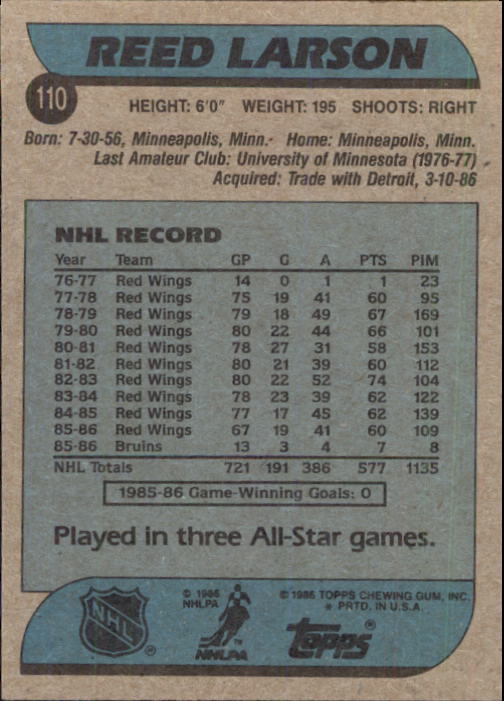 REED LARSON
110
HEIGHT: 6'0" WEIGHT: 195 SHOOTS: RIGHT
Born: 7-30-56, Minneapolis, Minn. Home: Minneapolis, Minn.
Last Amateur Club: University of Minnesota (1976-77)
Acquired: Trade with Detroit, 3-10-86
NHL RECORD
Year Team GP G A PTS PIM
76-77 Red Wings 14 0 1 1 23
77-78 Red Wings 75 19 41 60 95
78-79 Red Wings 79 18 49 67 169
79-80 Red Wings 80 22 44 66 101
80-81 Red Wings 78 27 31 58 153
81-82 Red Wings 80 21 39 60 112
82-83 Red Wings 80 22 52 74 104
83-84 Red Wings 78 23 39 62 122
84-85 Red Wings 77 17 45 62 139
85-86 Red Wings 67 19 41 60 109
85-86 Bruins 13 3 4 7 8
NHL Totals 721 191 386 577 1135
1985-86 Game-Winning Goals: 0
Played in three All-Star games.
NHL ®
© 1986
NHLPA
™
NHLPA
© 1986 TOPPS CHEWING GUM, INC.
* PRTD. IN U.S.A.
Topps ®